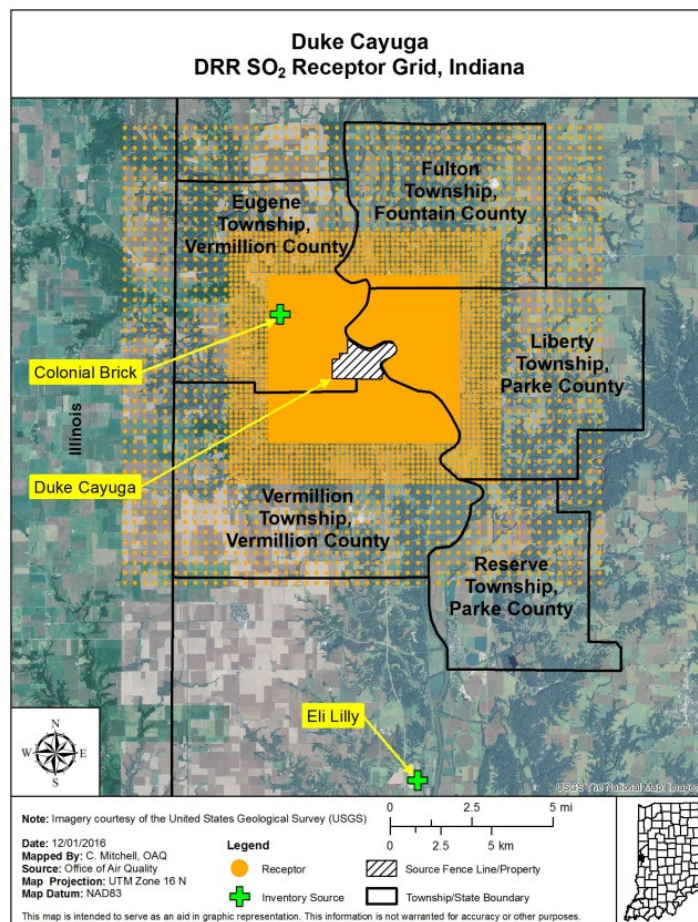 Duke Cayuga
DRR SO₂ Receptor Grid, Indiana
Fulton
Township,
Fountain County
Eugene
Township,
Vermillion County
Colonial Brick
Liberty
Township,
Parke County
Illinois
Duke Cayuga
Vermillion
Township,
Vermillion County
Reserve
Township,
Parke County
Eli Lilly
N
W E
S
USGS The National Map: Image
Note: Imagery courtesy of the United States Geological Survey (USGS)
0 2.5 5 mi
0 2.5 5 km
Date: 12/01/2016
Mapped By: C. Mitchell, OAQ
Source: Office of Air Quality
Map Projection: UTM Zone 16 N
Map Datum: NAD83
Legend
Receptor
Source Fence Line/Property
Inventory Source
Township/State Boundary
This map is intended to serve as an aid in graphic representation. This information is not warranted for accuracy or other purposes.